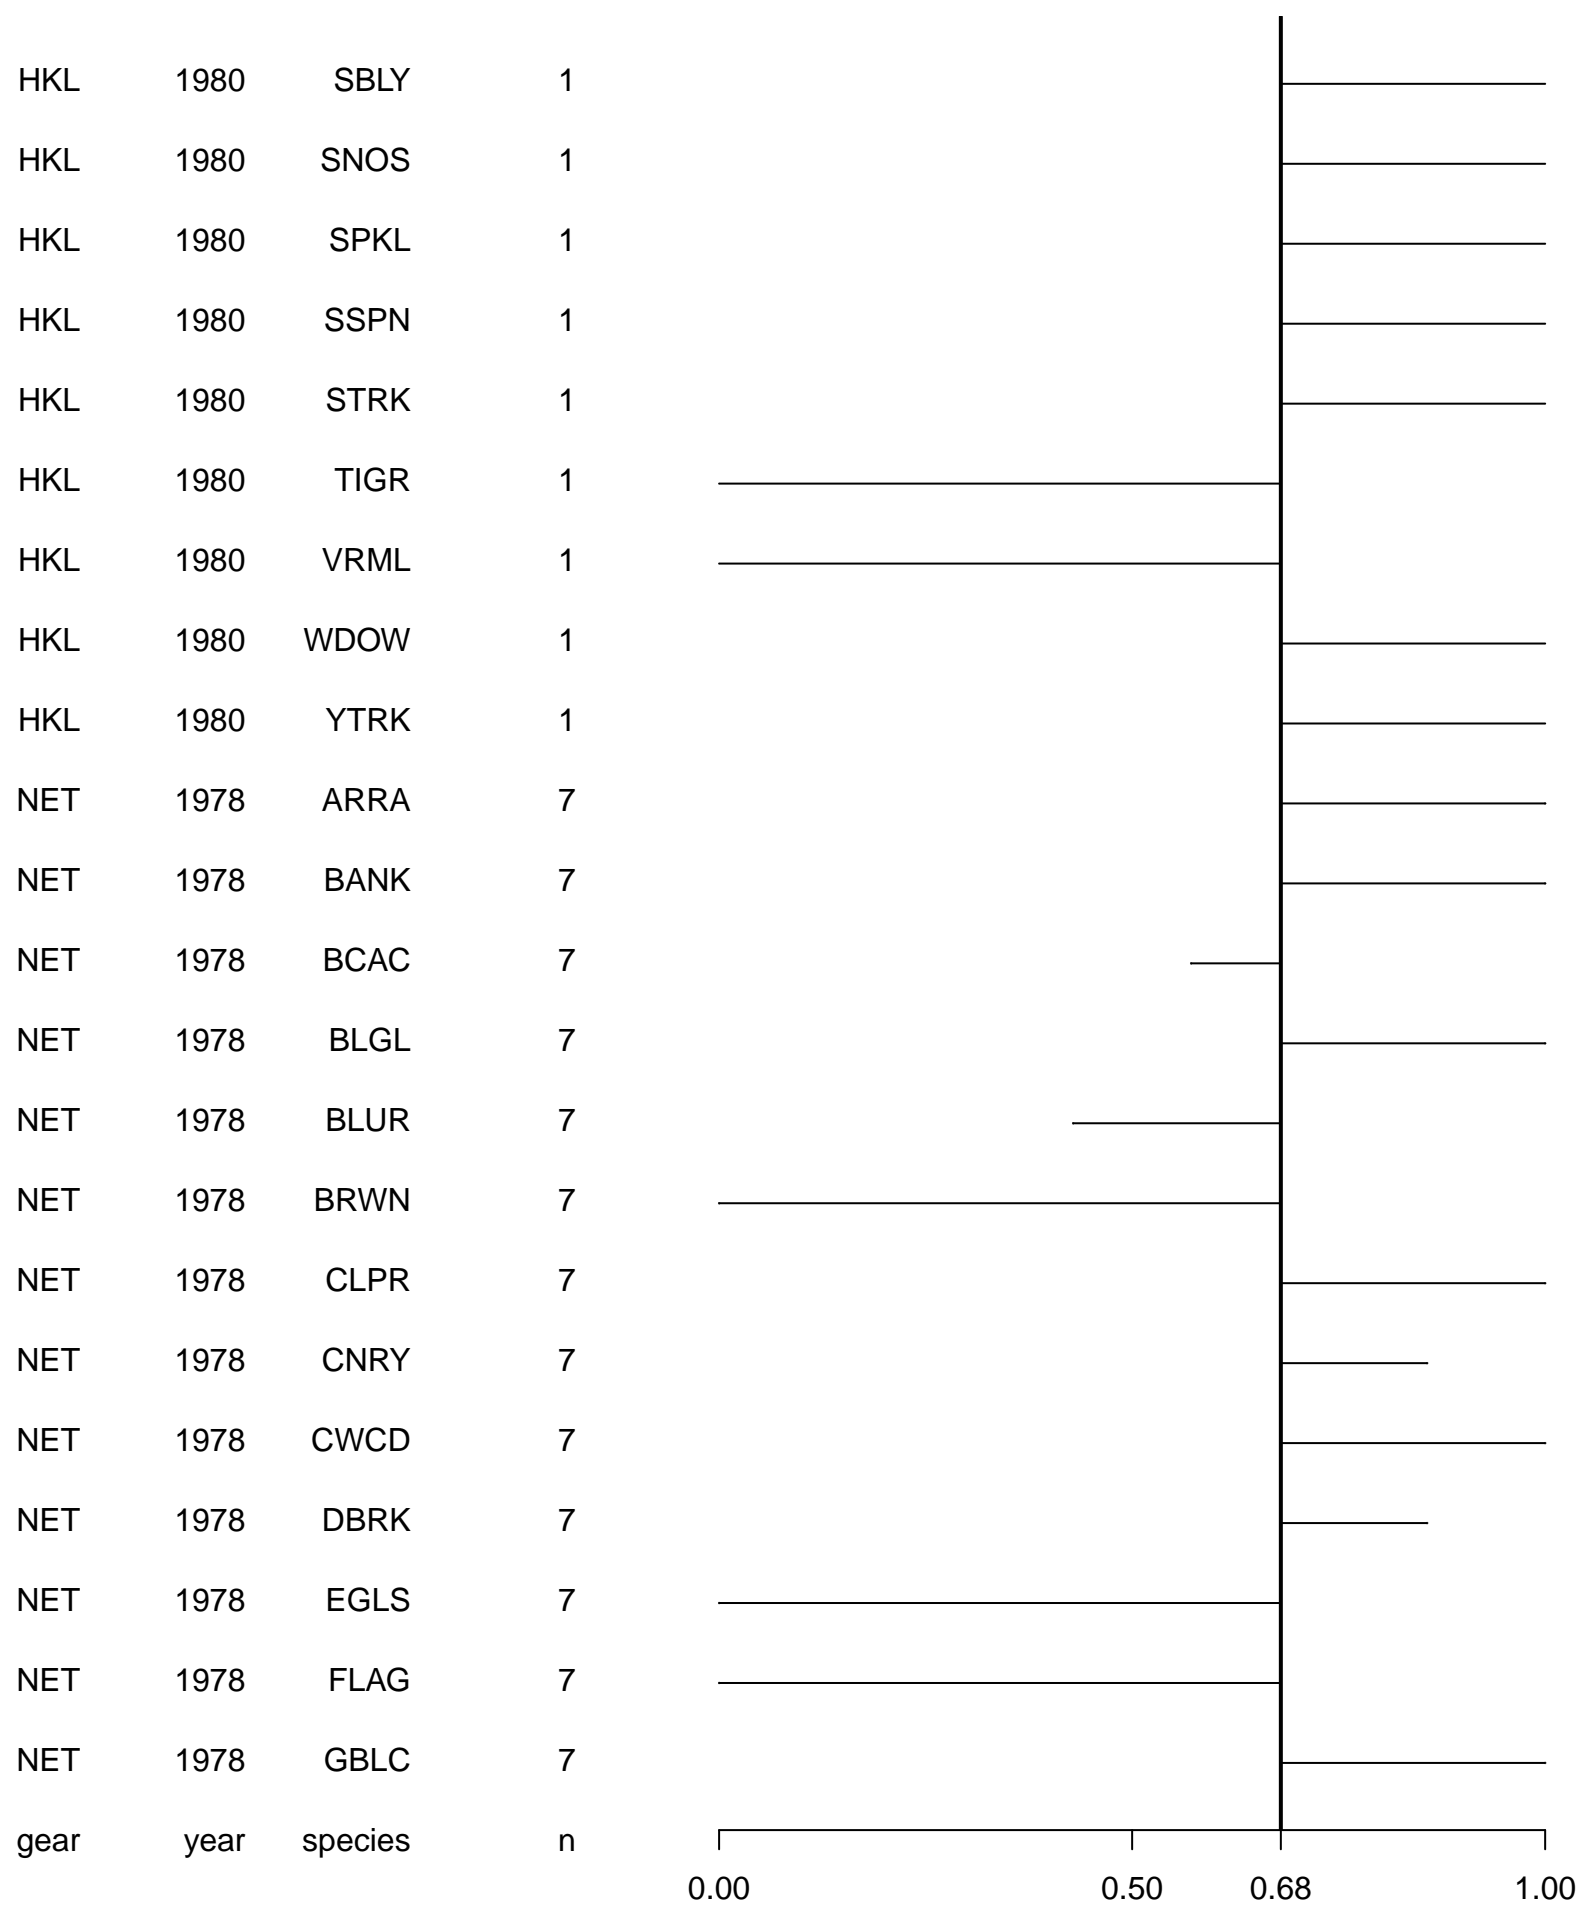 HKL 1980 SBLY 1
HKL 1980 SNOS 1
HKL 1980 SPKL 1
HKL 1980 SSPN 1
HKL 1980 STRK 1
HKL 1980 TIGR 1
HKL 1980 VRML 1
HKL 1980 WDOW 1
HKL 1980 YTRK 1
NET 1978 ARRA 7
NET 1978 BANK 7
NET 1978 BCAC 7
NET 1978 BLGL 7
NET 1978 BLUR 7
NET 1978 BRWN 7
NET 1978 CLPR 7
NET 1978 CNRY 7
NET 1978 CWCD 7
NET 1978 DBRK 7
NET 1978 EGLS 7
NET 1978 FLAG 7
NET 1978 GBLC 7
gear year species n
0.00 0.50 0.68 1.00